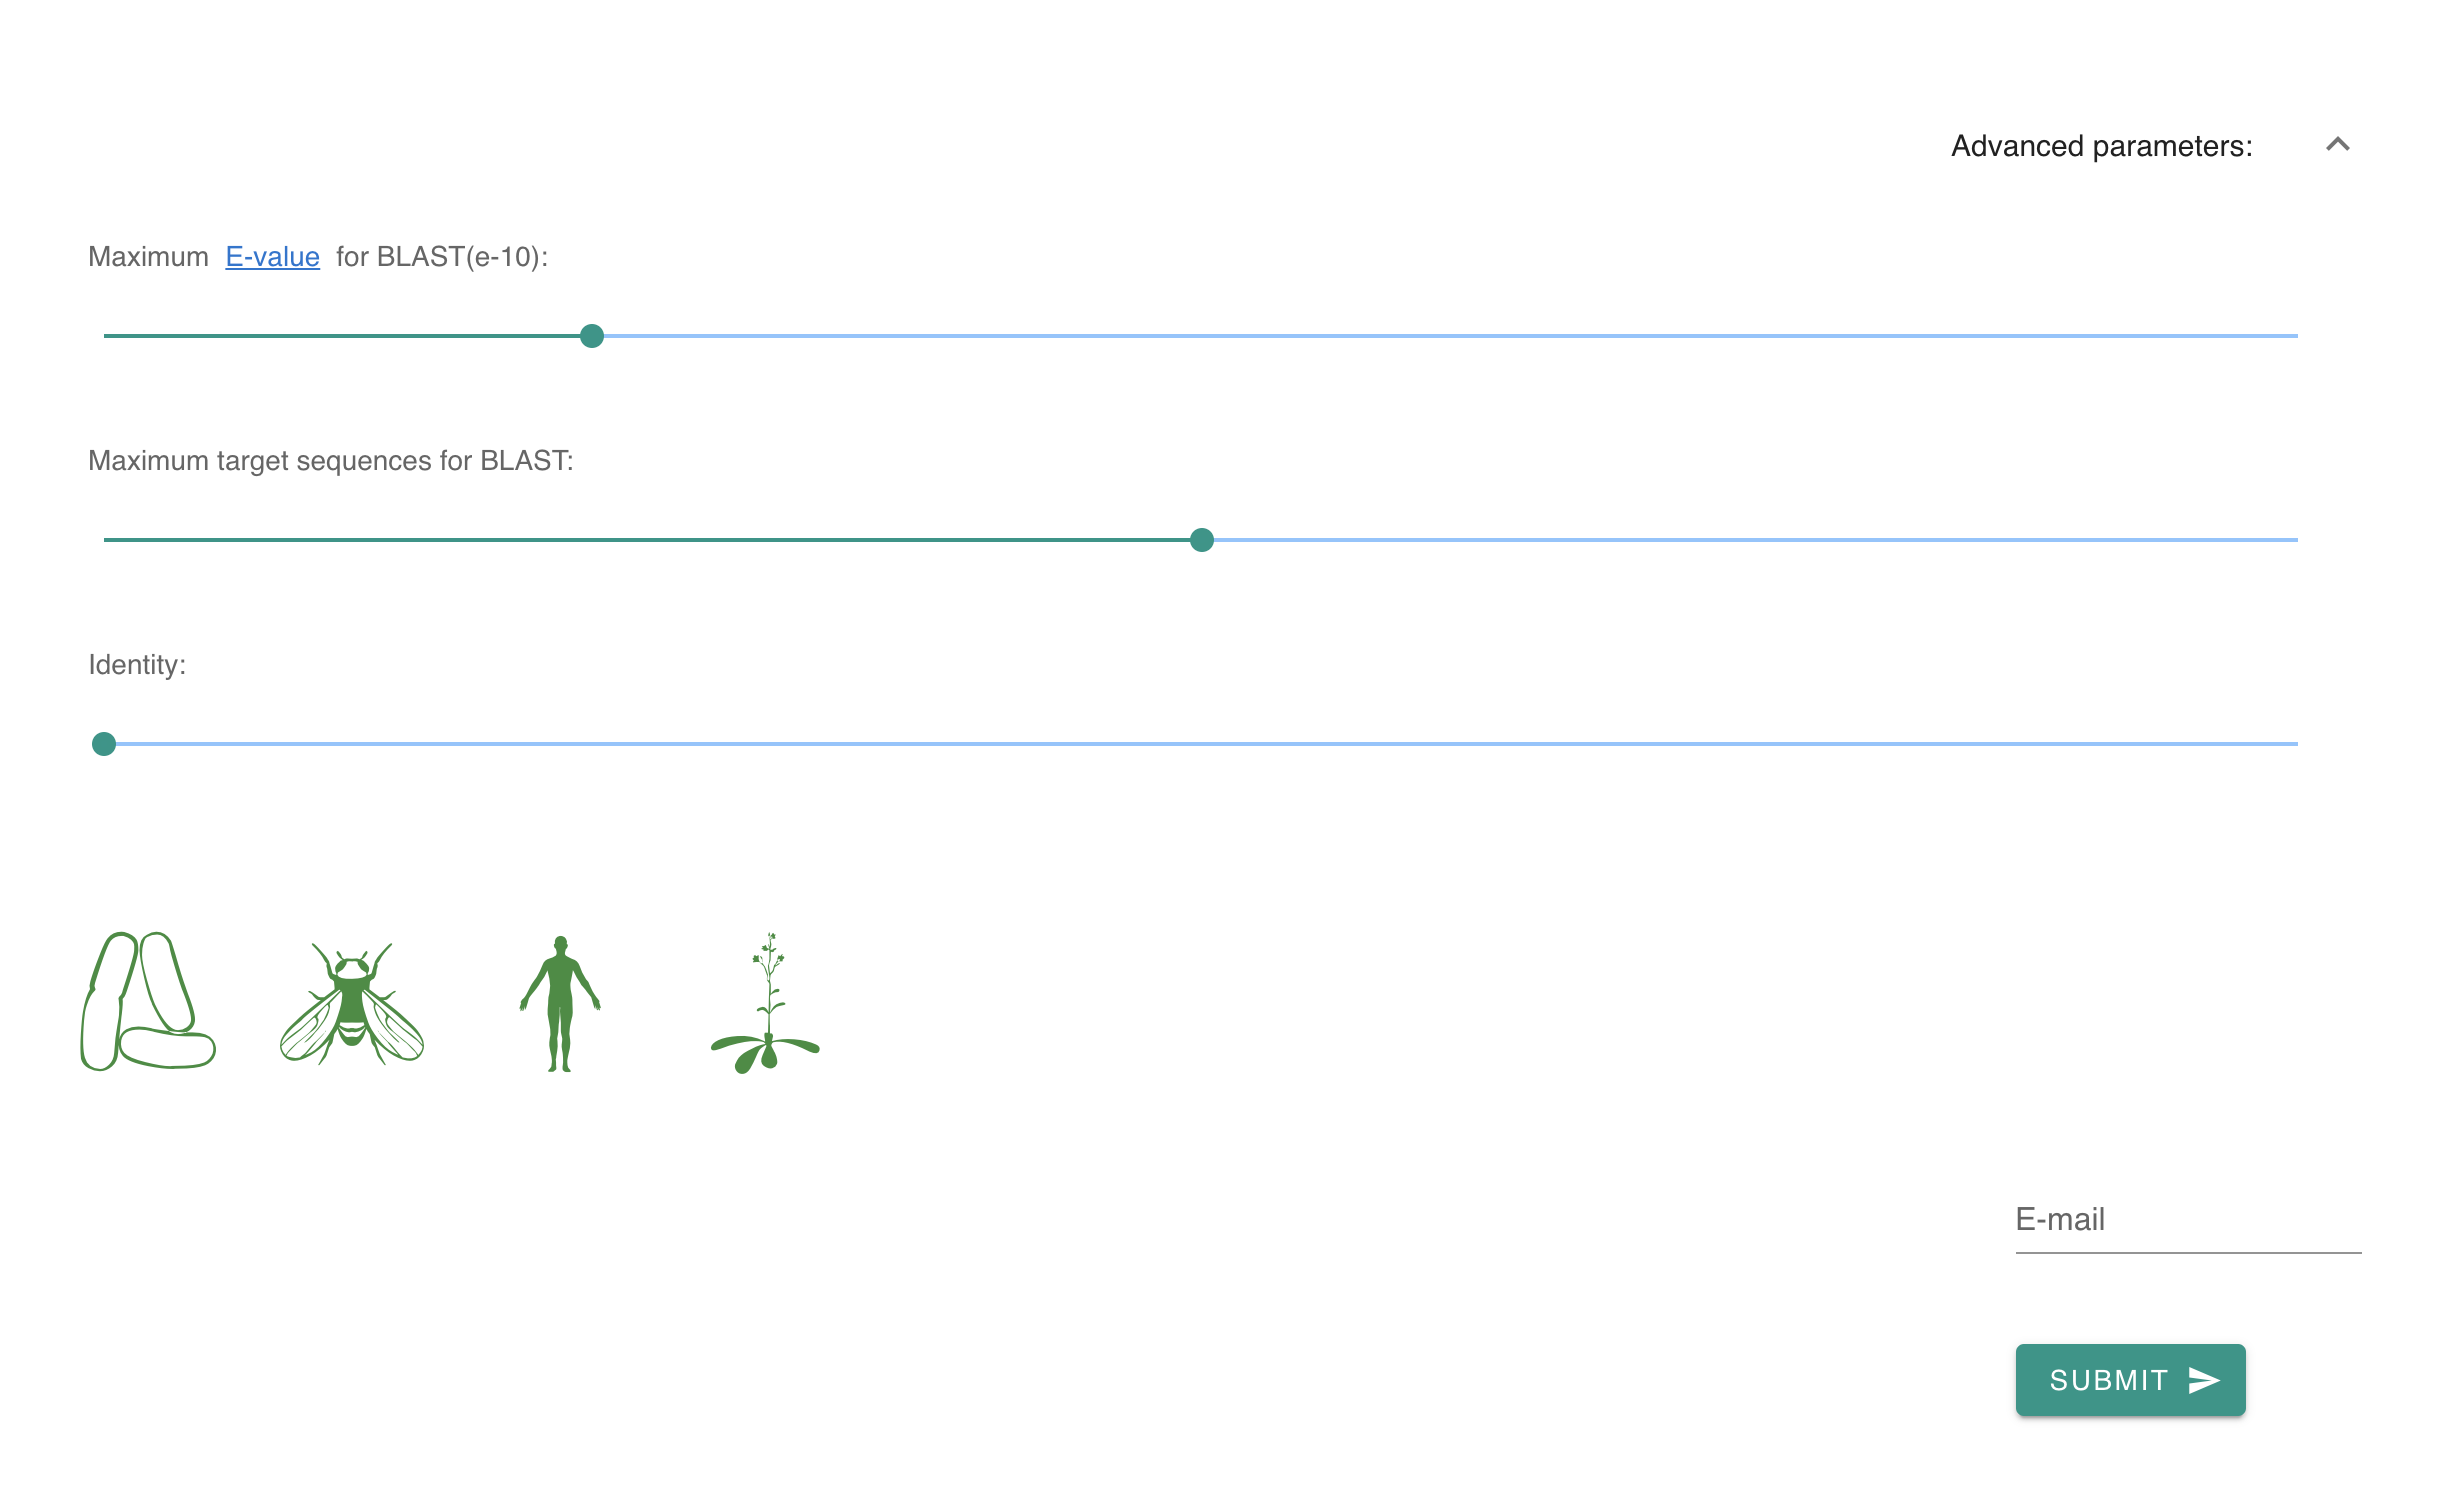 Advanced parameters:
Maximum E-value for BLAST(e-10):
Maximum target sequences for BLAST:
Identity:
E-mail
SUBMIT